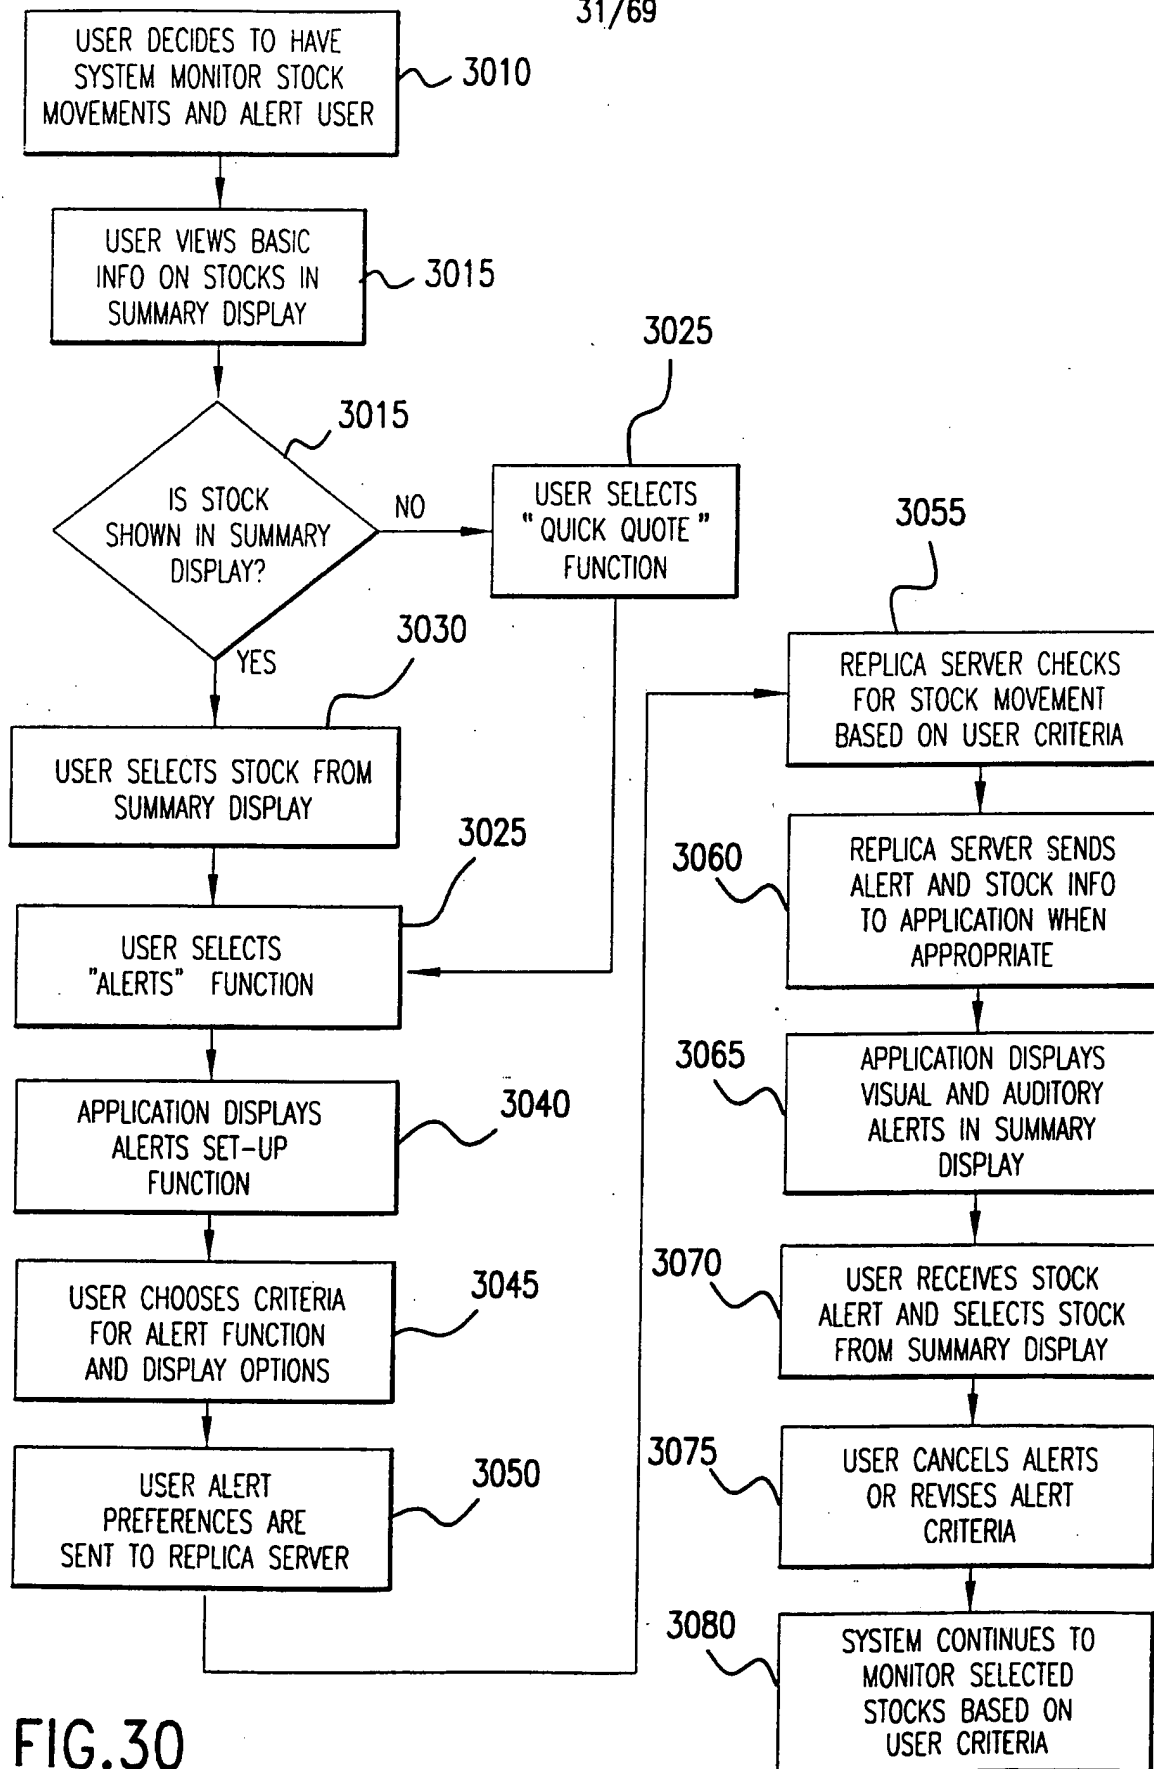 31/69
USER DECIDES TO HAVE
SYSTEM MONITOR STOCK
MOVEMENTS AND ALERT USER
3010
USER VIEWS BASIC
INFO ON STOCKS IN
SUMMARY DISPLAY
3015
3015
IS STOCK
SHOWN IN SUMMARY
DISPLAY?
NO
YES
3025
USER SELECTS
"QUICK QUOTE"
FUNCTION
3030
USER SELECTS STOCK FROM
SUMMARY DISPLAY
3025
USER SELECTS
"ALERTS" FUNCTION
APPLICATION DISPLAYS
ALERTS SET-UP
FUNCTION
3040
USER CHOOSES CRITERIA
FOR ALERT FUNCTION
AND DISPLAY OPTIONS
3045
USER ALERT
PREFERENCES ARE
SENT TO REPLICA SERVER
3050
3055
REPLICA SERVER CHECKS
FOR STOCK MOVEMENT
BASED ON USER CRITERIA
3060
REPLICA SERVER SENDS
ALERT AND STOCK INFO
TO APPLICATION WHEN
APPROPRIATE
3065
APPLICATION DISPLAYS
VISUAL AND AUDITORY
ALERTS IN SUMMARY
DISPLAY
3070
USER RECEIVES STOCK
ALERT AND SELECTS STOCK
FROM SUMMARY DISPLAY
3075
USER CANCELS ALERTS
OR REVISES ALERT
CRITERIA
3080
SYSTEM CONTINUES TO
MONITOR SELECTED
STOCKS BASED ON
USER CRITERIA
FIG.30